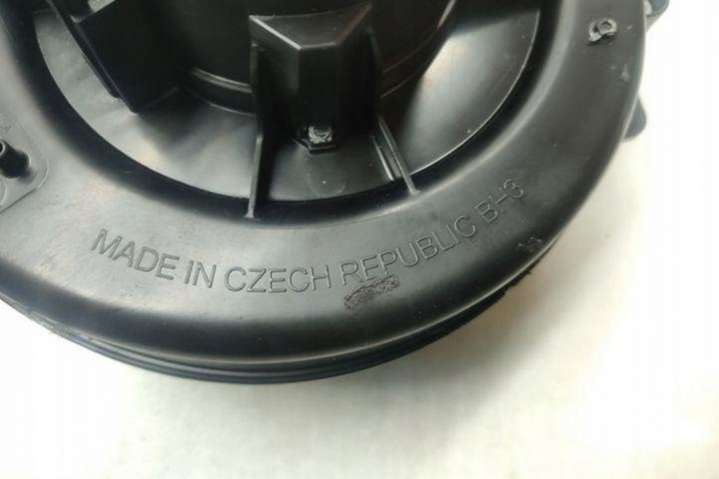 MADE IN CZECH REPUBLIC B-3